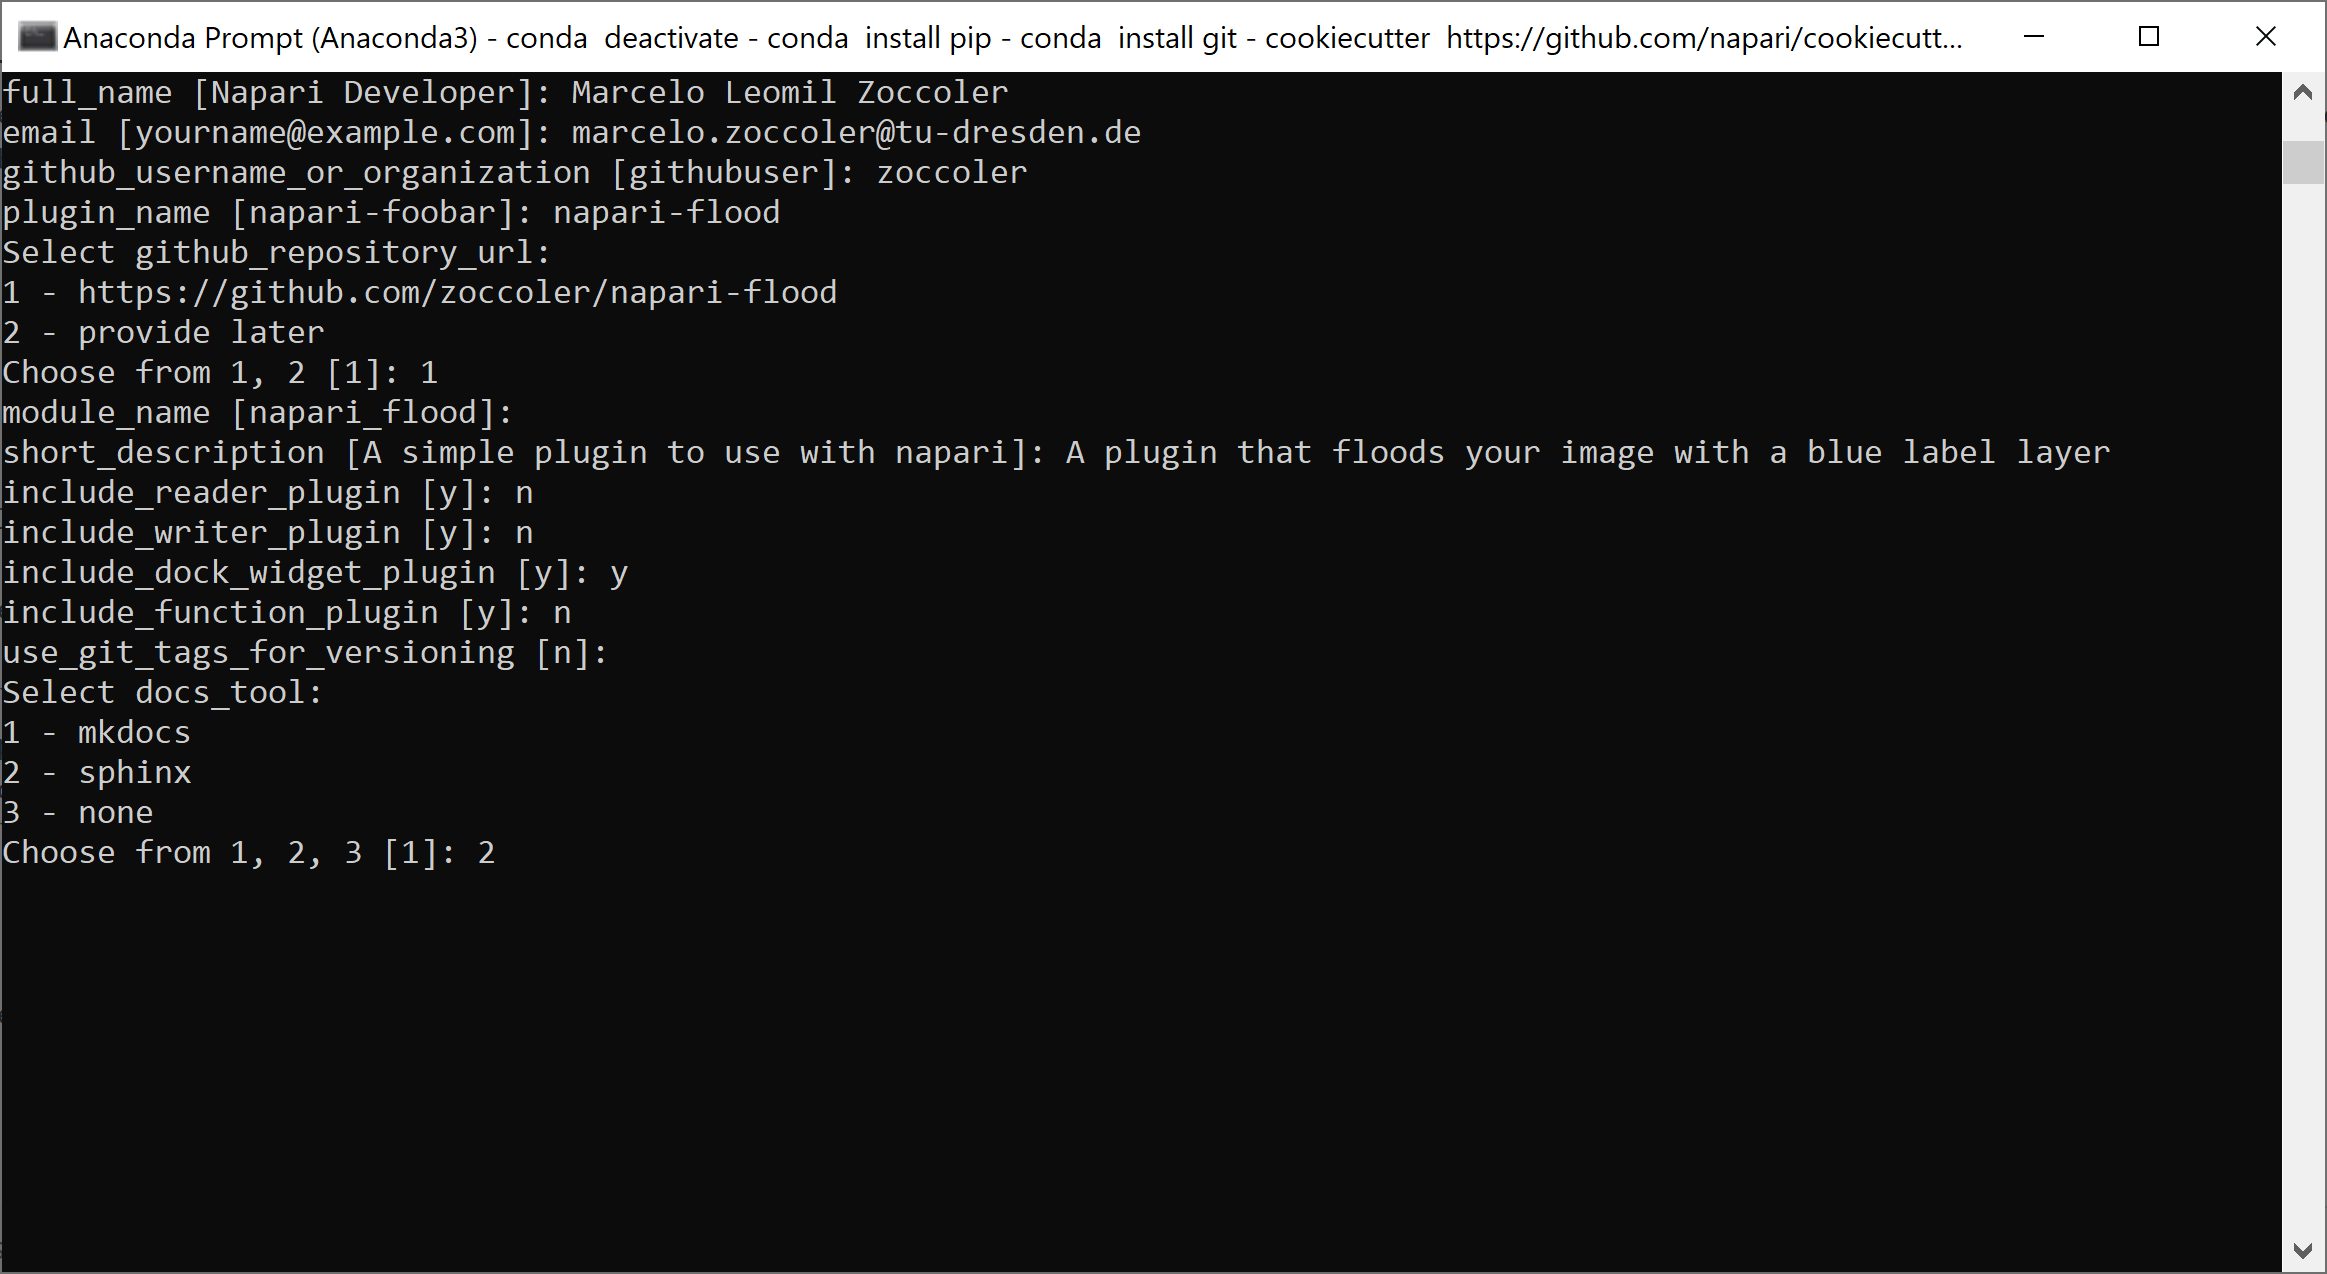 Anaconda Prompt (Anaconda3) - conda  deactivate - conda  install pip - conda  install git - cookiecutter  https://github.com/napari/cookiecutt...
full_name [Napari Developer]: Marcelo Leomil Zoccoler
email [yourname@example.com]: marcelo.zoccoler@tu-dresden.de
github_username_or_organization [githubuser]: zoccoler
plugin_name [napari-foobar]: napari-flood
Select github_repository_url:
1 - https://github.com/zoccoler/napari-flood
2 - provide later
Choose from 1, 2 [1]: 1
module_name [napari_flood]:
short_description [A simple plugin to use with napari]: A plugin that floods your image with a blue label layer
include_reader_plugin [y]: n
include_writer_plugin [y]: n
include_dock_widget_plugin [y]: y
include_function_plugin [y]: n
use_git_tags_for_versioning [n]:
Select docs_tool:
1 - mkdocs
2 - sphinx
3 - none
Choose from 1, 2, 3 [1]: 2